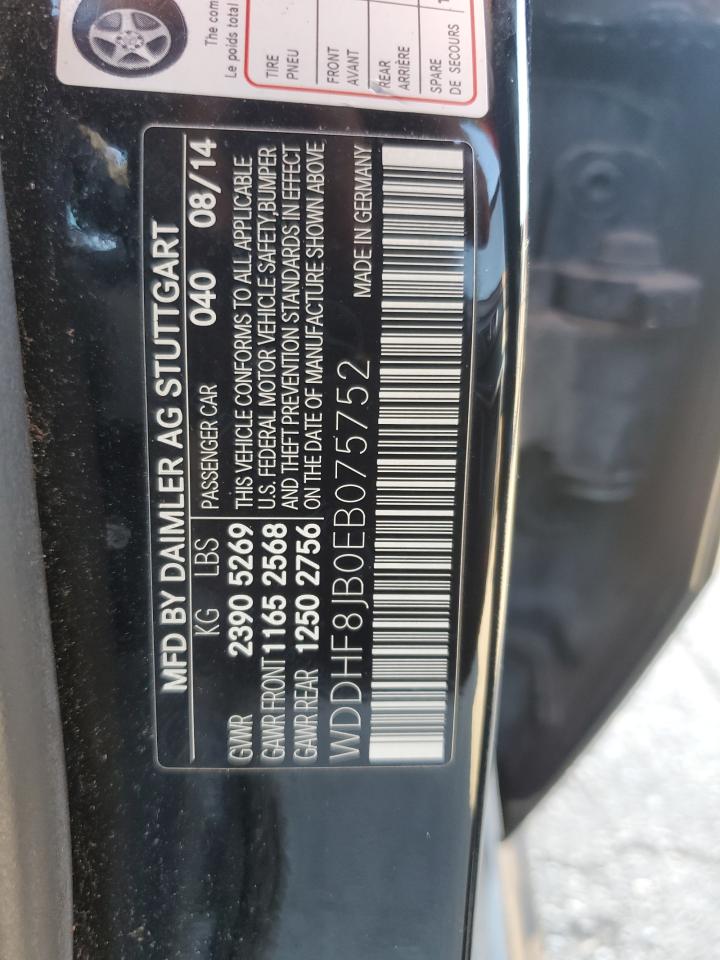 The com
Le poids total
TIRE
PNEU
FRONT
AVANT
REAR
ARRIÈRE
SPARE
DE SECOURS
MFD BY DAIMLER AG STUTTGART
KG LBS PASSENGER CAR 040 08/14
GWR 2390 5269 THIS VEHICLE CONFORMS TO ALL APPLICABLE
U.S. FEDERAL MOTOR VEHICLE SAFETY,BUMPER
GAWR FRONT 1165 2568 AND THEFT PREVENTION STANDARDS IN EFFECT
GAWR REAR 1250 2756 ON THE DATE OF MANUFACTURE SHOWN ABOVE
WDDHF8JB0EB075752 MADE IN GERMANY